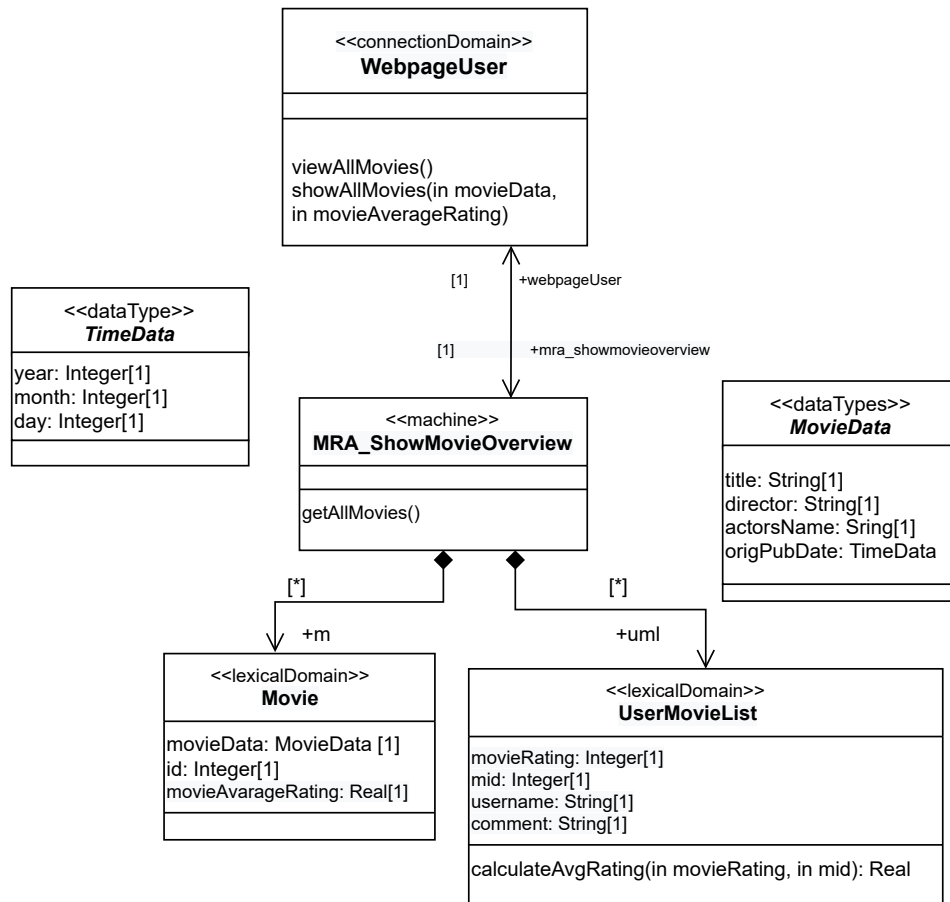 <<connectionDomain>>
WebpageUser
viewAllMovies()
showAllMovies(in movieData,
in movieAverageRating)
[1]
+webpageUser
[1]
+mra_showmovieoverview
<<dataType>>
TimeData
year: Integer[1]
month: Integer[1]
day: Integer[1]
<<machine>>
MRA_ShowMovieOverview
getAllMovies()
<<dataTypes>>
MovieData
title: String[1]
director: String[1]
actorsName: Sring[1]
origPubDate: TimeData
[*]
+m
[*]
+uml
<<lexicalDomain>>
Movie
movieData: MovieData [1]
id: Integer[1]
movieAvarageRating: Real[1]
<<lexicalDomain>>
UserMovieList
movieRating: Integer[1]
mid: Integer[1]
username: String[1]
comment: String[1]
calculateAvgRating(in movieRating, in mid): Real